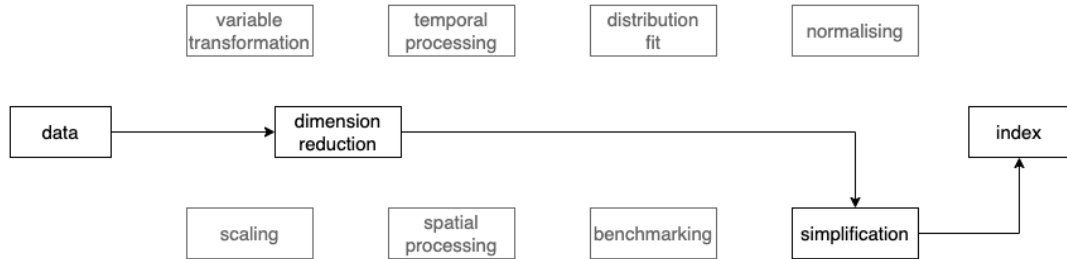 variable
transformation
temporal
processing
distribution
fit
normalising
data
dimension
reduction
index
scaling
spatial
processing
benchmarking
simplification